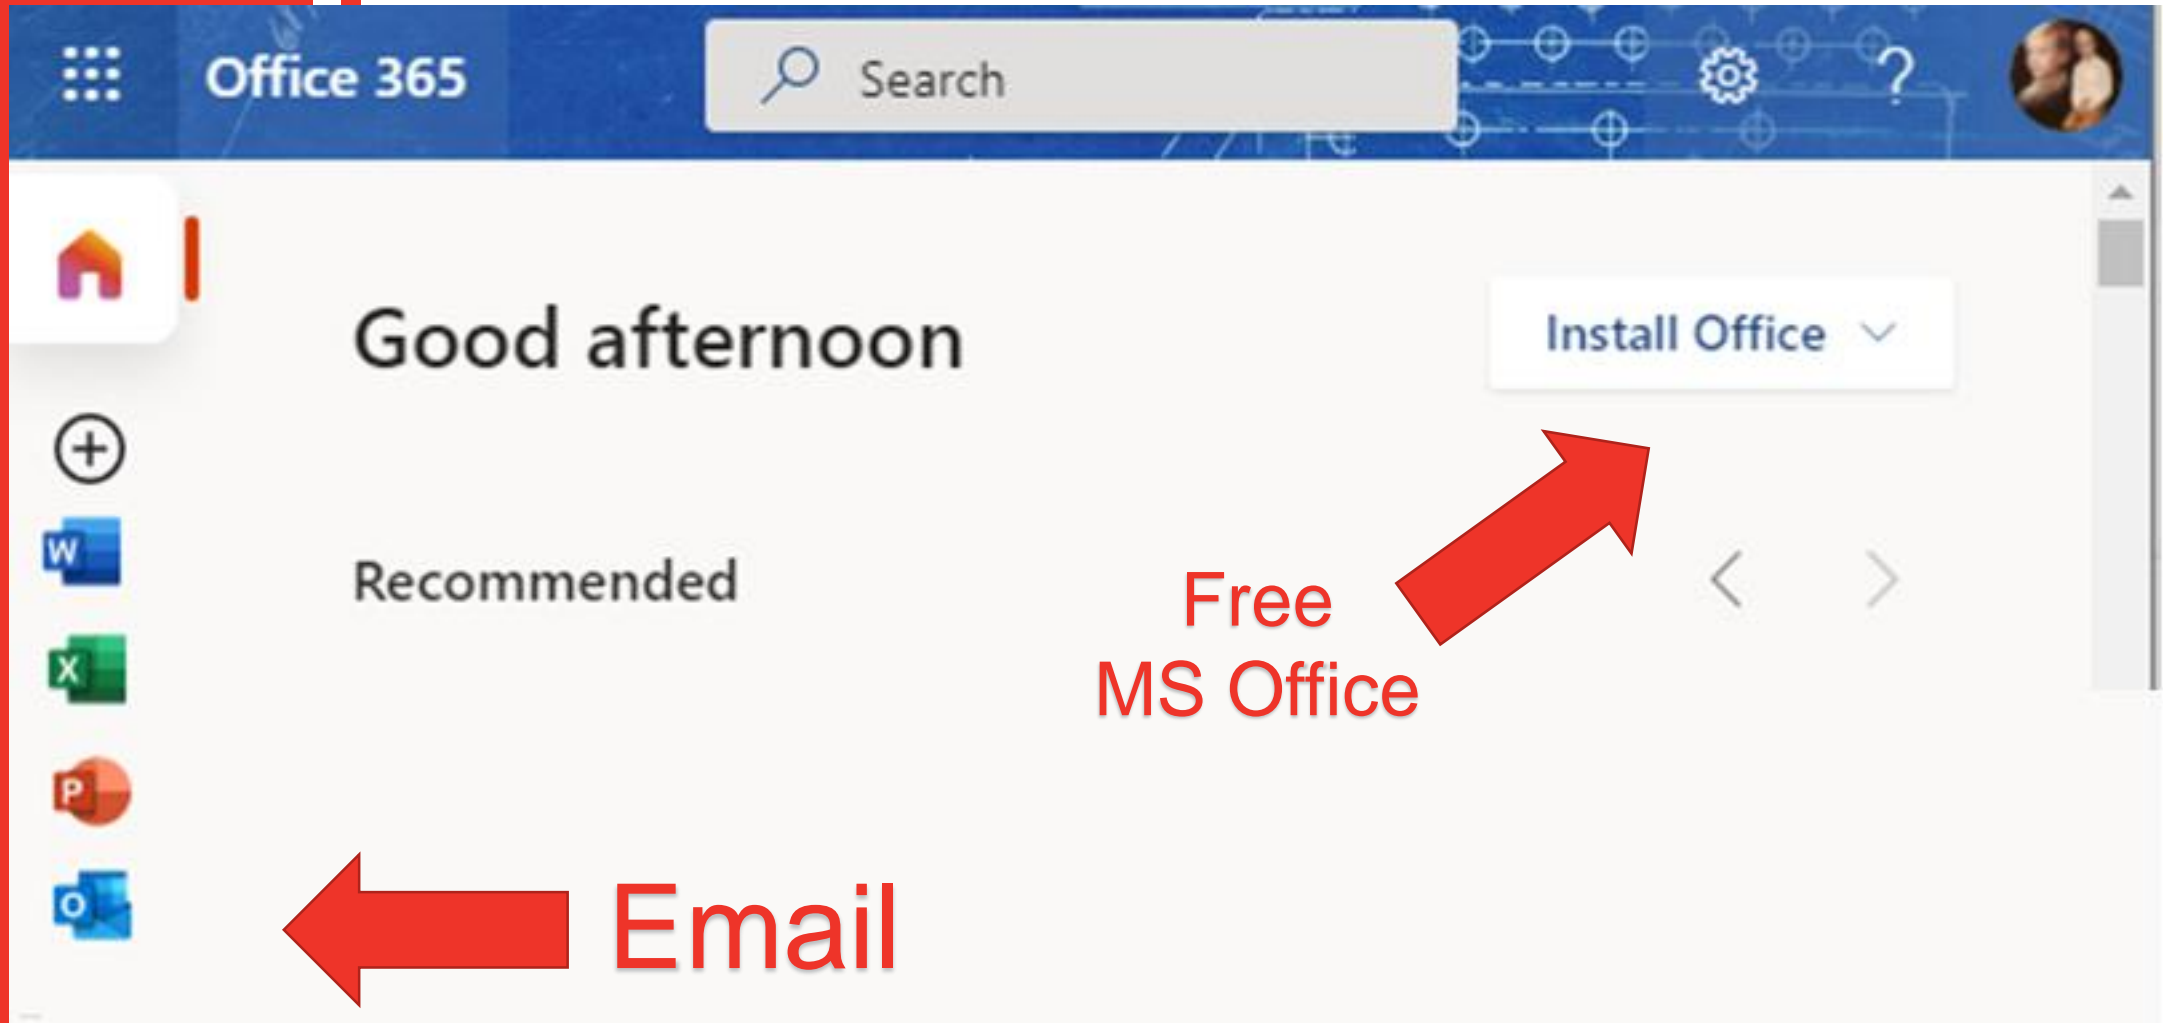 Office 365
Search
?
Good afternoon
Install Office
Recommended
Free
MS Office
W
X
P
O
Email